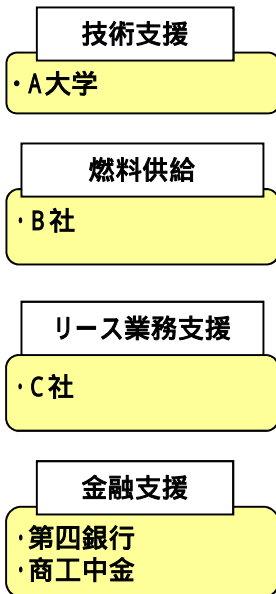 技術支援
・A大学
燃料供給
・B社
リース業務支援
・C社
金融支援
・第四銀行
・商工中金